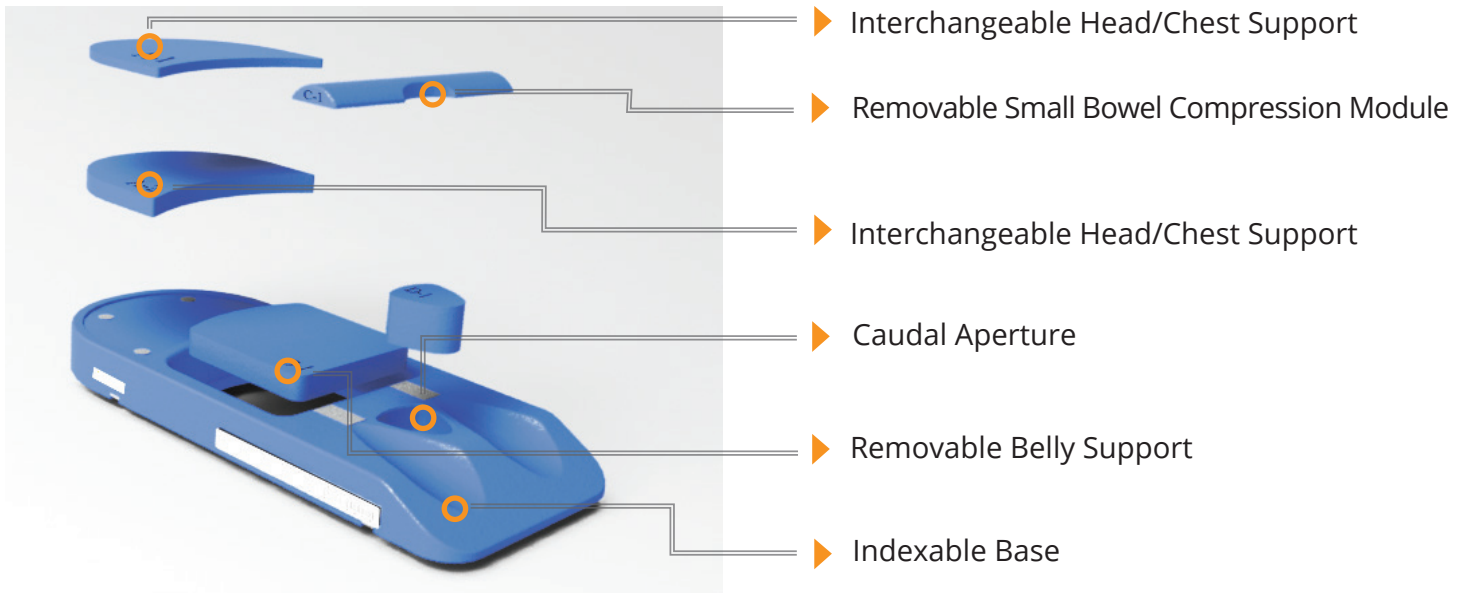 Interchangeable Head/Chest Support
C-1
Removable Small Bowel Compression Module
Interchangeable Head/Chest Support
D-1
Caudal Aperture
Removable Belly Support
Indexable Base